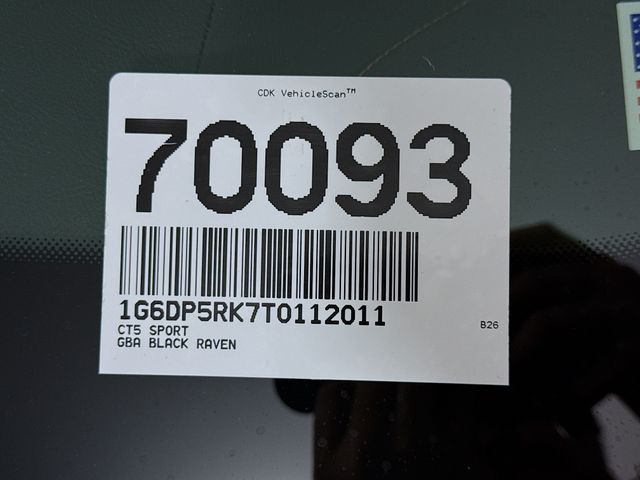 CDK VehicleScan™
70093
1G6DP5RK7T0112011
CT5 SPORT
B26
GBA BLACK RAVEN